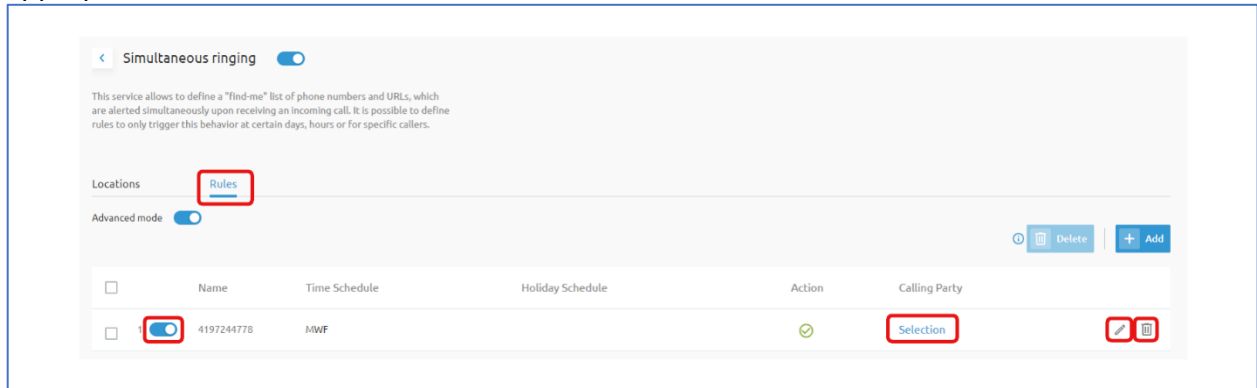 Simultaneous ringing
This service allows to define a "find-me" list of phone numbers and URLs, which
are alerted simultaneously upon receiving an incoming call. It is possible to define
rules to only trigger this behavior at certain days, hours or for specific callers.
Locations Rules
Advanced mode
Delete Add
Name Time Schedule Holiday Schedule Action Calling Party
1 4197244778 MWF Selection